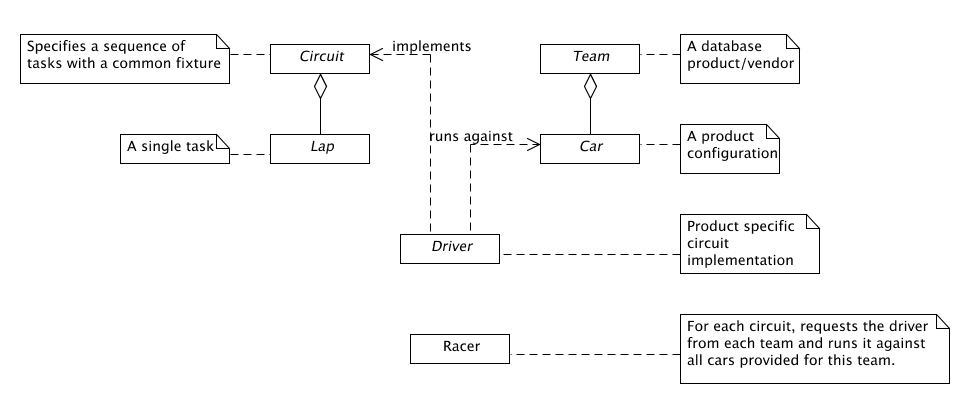 Specifies a sequence of
tasks with a common fixture
Circuit
implements
Team
A database
product/vendor
A single task
Lap
runs against
Car
A product
configuration
Driver
Product specific
circuit
implementation
Racer
For each circuit, requests the driver
from each team and runs it against
all cars provided for this team.